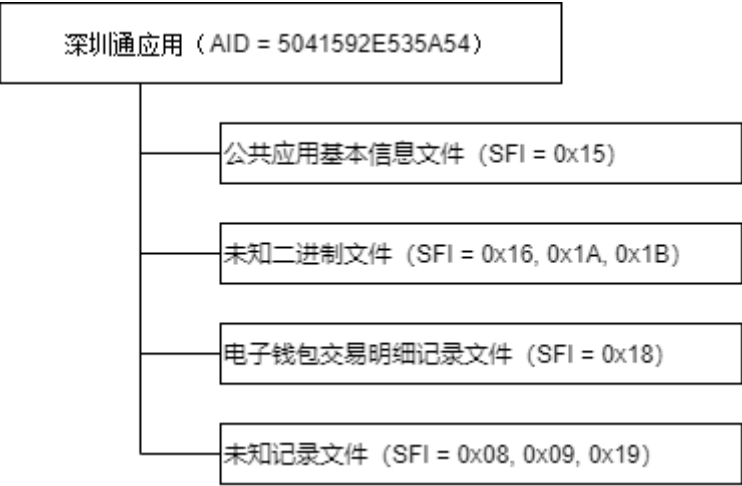 深圳通应用（AID = 5041592E535A54）
公共应用基本信息文件（SFI = 0x15）
未知二进制文件（SFI = 0x16, 0x1A, 0x1B）
电子钱包交易明细记录文件（SFI = 0x18）
未知记录文件（SFI = 0x08, 0x09, 0x19）